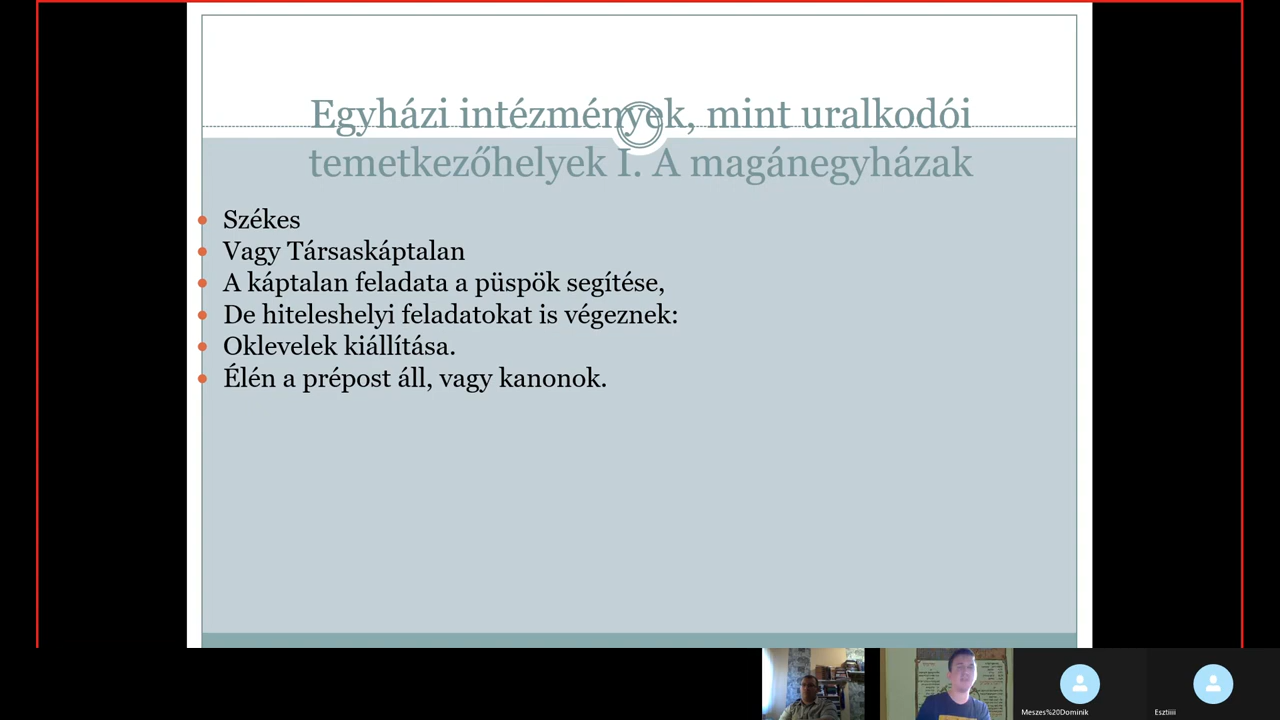 Egyházi intézmények, mint uralkodói
temetkezőhelyek I. A magánegyházak
Székes
Vagy Társaskáptalan
A káptalan feladata a püspök segítése,
De hiteleshelyi feladatokat is végeznek:
Oklevelek kiállítása.
Élén a prépost áll, vagy kanonok.
Meszes%20Dominik
Esztiiii